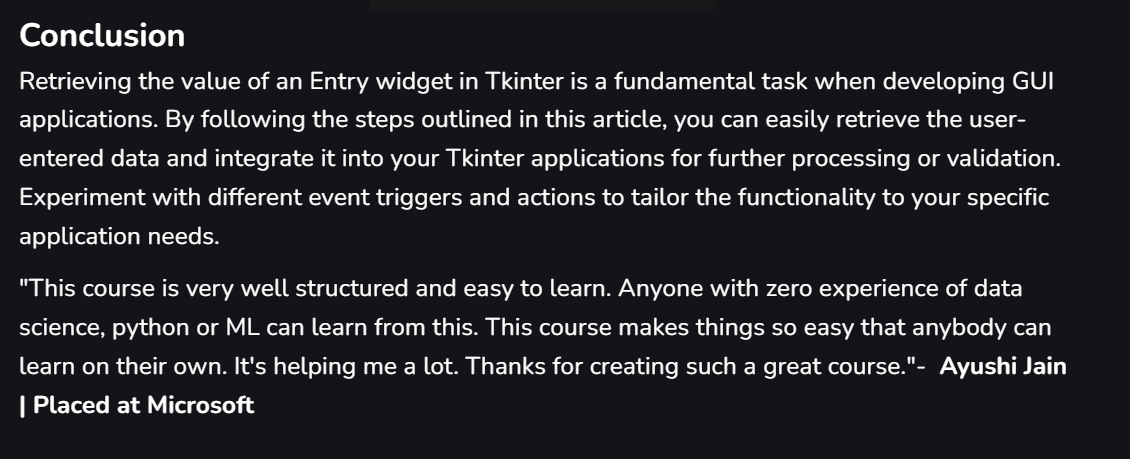 Conclusion
Retrieving the value of an Entry widget in Tkinter is a fundamental task when developing GUI
applications. By following the steps outlined in this article, you can easily retrieve the user-
entered data and integrate it into your Tkinter applications for further processing or validation.
Experiment with different event triggers and actions to tailor the functionality to your specific
application needs.
"This course is very well structured and easy to learn. Anyone with zero experience of data
science, python or ML can learn from this. This course makes things so easy that anybody can
learn on their own. It's helping me a lot. Thanks for creating such a great course."- Ayushi Jain
| Placed at Microsoft